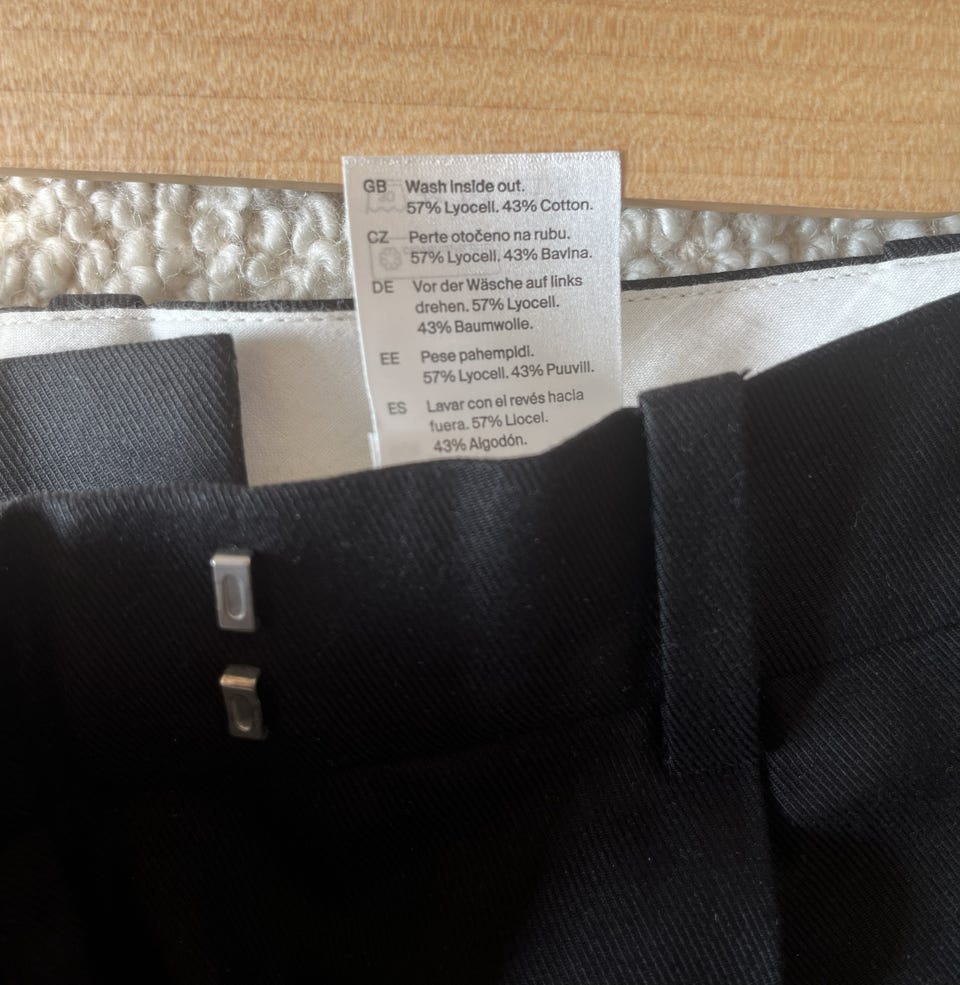 GB Wash inside out.
57% Lyocell. 43% Cotton.
CZ Perte otočeno na rubu.
57% Lyocell. 43% Bavlna.
DE Vor der Wäsche auf links
drehen. 57% Lyocell.
43% Baumwolle.
EE Pese pahempidi.
57% Lyocell. 43% Puuvill.
ES Lavar con el revés hacia
fuera. 57% Liocel.
43% Algodón.